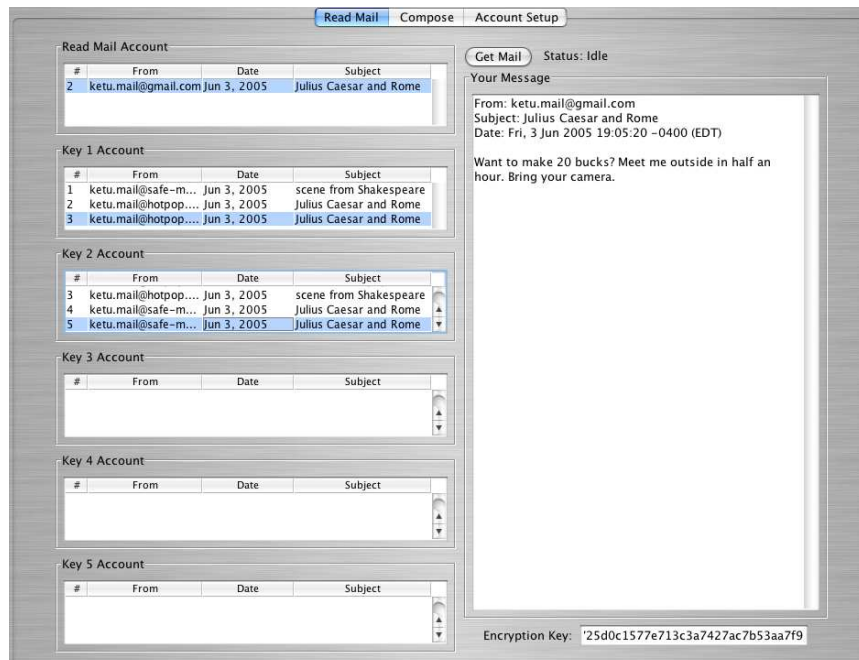 Read Mail Compose Account Setup
Read Mail Account
# From Date Subject
2 ketu.mail@gmail.com Jun 3, 2005 Julius Caesar and Rome
Key 1 Account
# From Date Subject
1 ketu.mail@safe-m... Jun 3, 2005 scene from Shakespeare
2 ketu.mail@hotpop.... Jun 3, 2005 Julius Caesar and Rome
3 ketu.mail@hotpop.... Jun 3, 2005 Julius Caesar and Rome
Key 2 Account
# From Date Subject
3 ketu.mail@hotpop.... Jun 3, 2005 scene from Shakespeare
4 ketu.mail@safe-m... Jun 3, 2005 Julius Caesar and Rome
5 ketu.mail@safe-m... Jun 3, 2005 Julius Caesar and Rome
Key 3 Account
# From Date Subject
Key 4 Account
# From Date Subject
Key 5 Account
# From Date Subject
Get Mail Status: Idle
Your Message
From: ketu.mail@gmail.com
Subject: Julius Caesar and Rome
Date: Fri, 3 Jun 2005 19:05:20 -0400 (EDT)
Want to make 20 bucks? Meet me outside in half an
hour. Bring your camera.
Encryption Key: '25d0c1577e713c3a7427ac7b53aa7f9